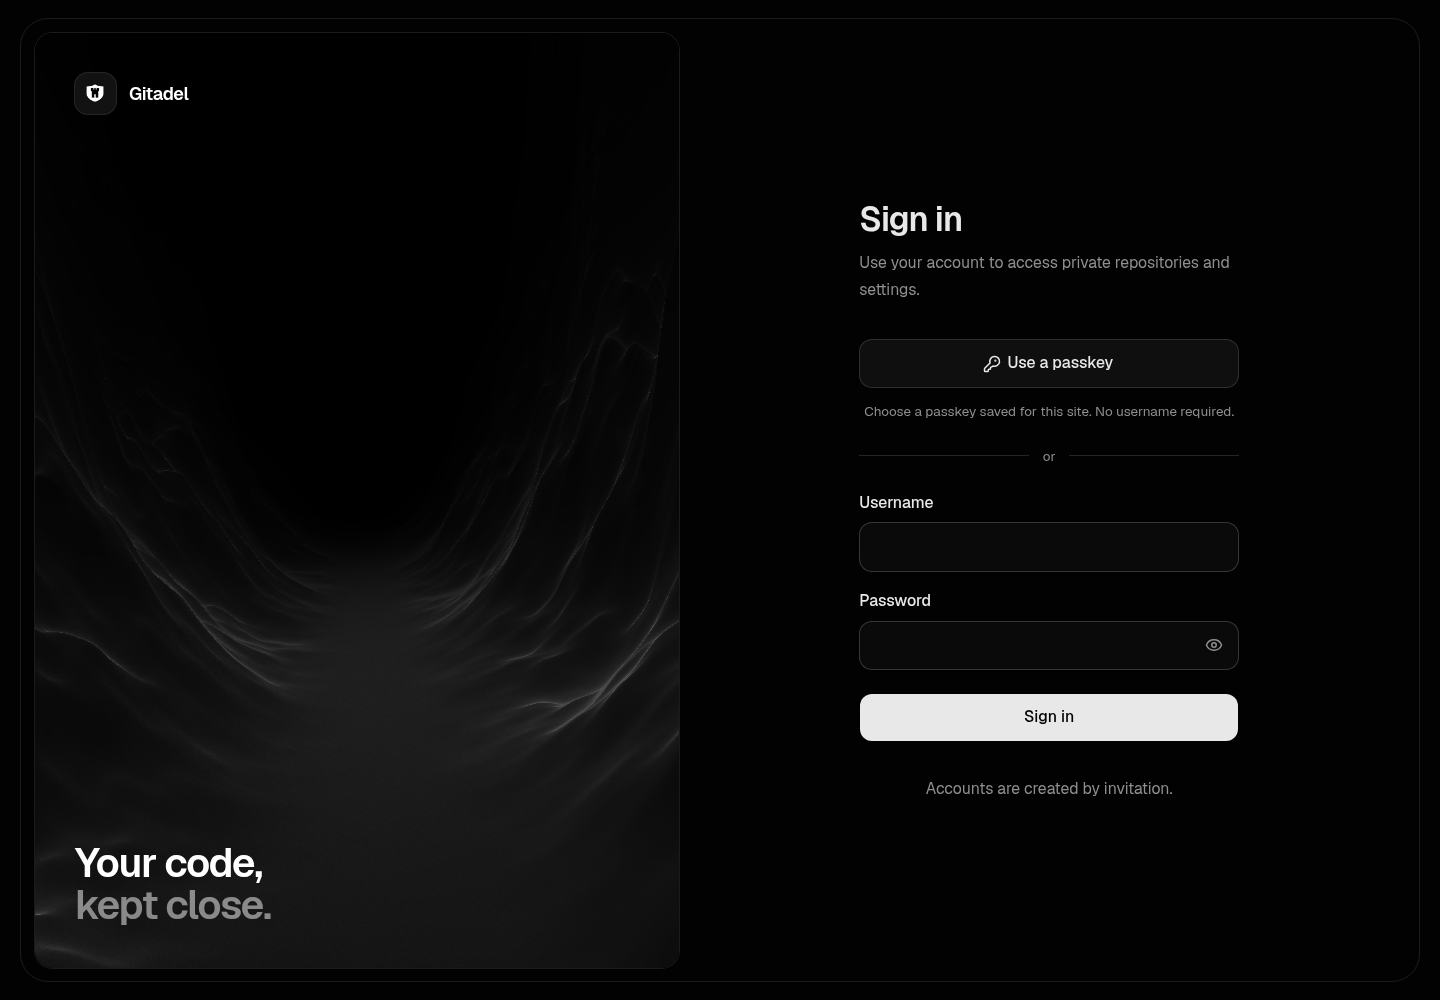 Gitadel
Your code,
kept close.
Sign in
Use your account to access private repositories and
settings.
Use a passkey
Choose a passkey saved for this site. No username required.
or
Username
Password
Sign in
Accounts are created by invitation.